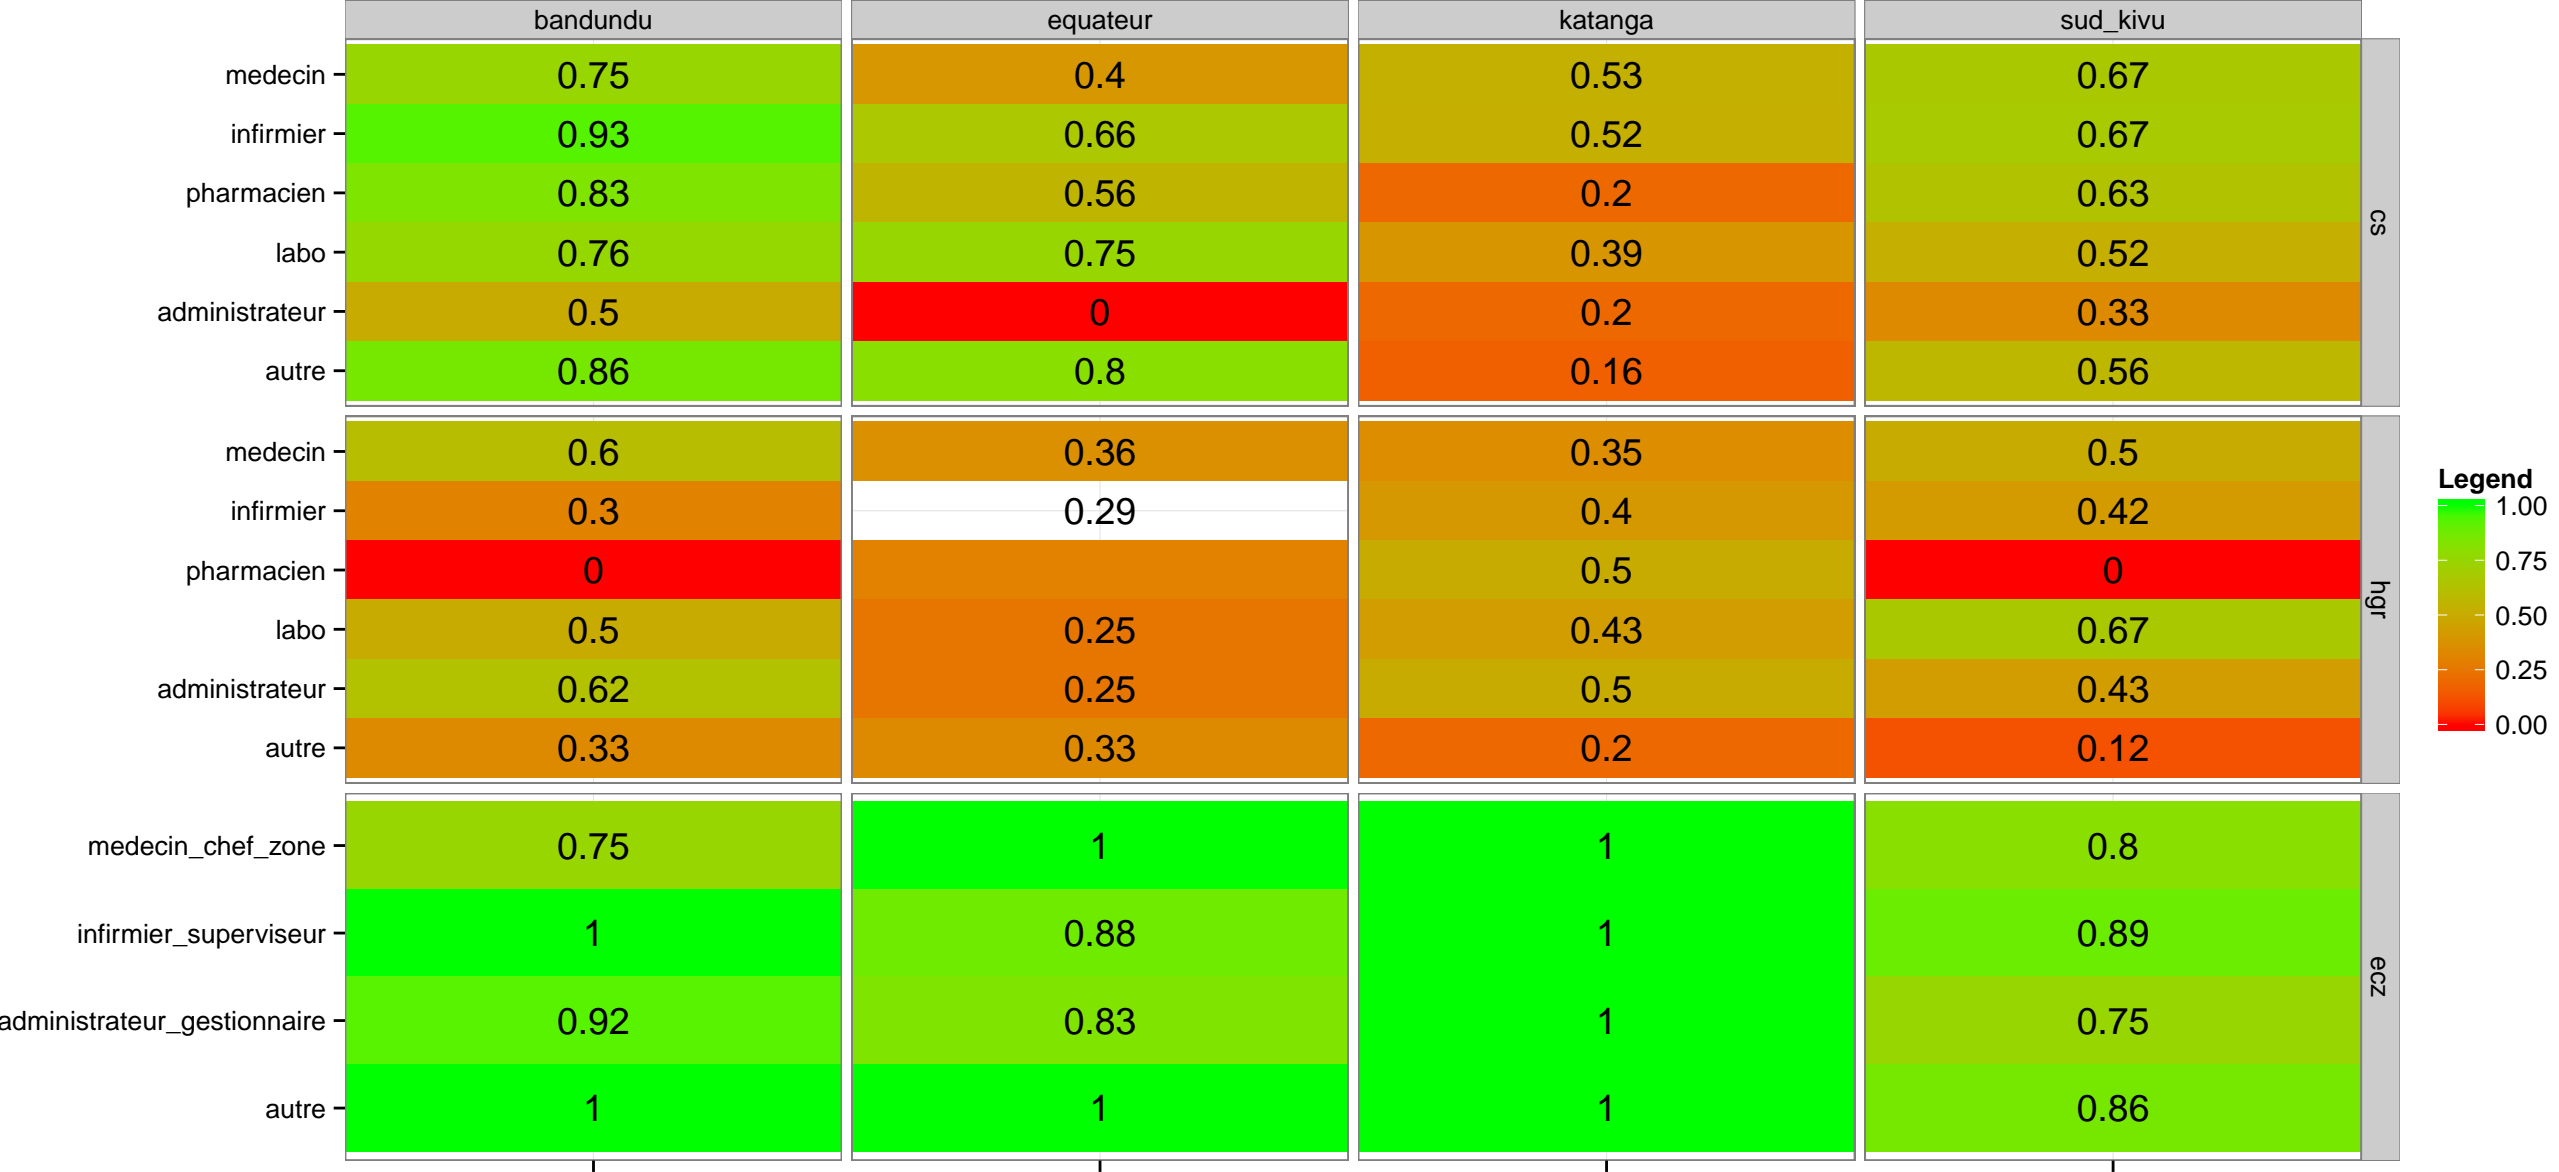 bandundu equateur katanga sud_kivu
medecin 0.75 0.4 0.53 0.67
infirmier 0.93 0.66 0.52 0.67
pharmacien 0.83 0.56 0.2 0.63
labo 0.76 0.75 0.39 0.52
administrateur 0.5 0 0.2 0.33
autre 0.86 0.8 0.16 0.56
cs
medecin 0.6 0.36 0.35 0.5
infirmier 0.3 0.29 0.4 0.42
pharmacien 0 0.5 0
labo 0.5 0.25 0.43 0.67
administrateur 0.62 0.25 0.5 0.43
autre 0.33 0.33 0.2 0.12
hgr
medecin_chef_zone 0.75 1 1 0.8
infirmier_superviseur 1 0.88 1 0.89
administrateur_gestionnaire 0.92 0.83 1 0.75
autre 1 1 1 0.86
ecz
Legend
1.00
0.75
0.50
0.25
0.00